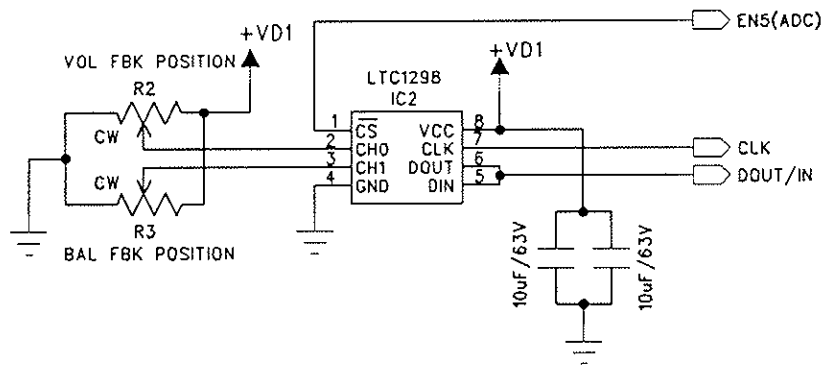 EN5(ADC)
+VD1
+VD1
VOL FBK POSITION
LTC1298
IC2
R2
CW
1
2
3
4
CS
CH0
CH1
GND
VCC
CLK
DOUT
DIN
8
7
6
5
CLK
DOUT/IN
CW
R3
BAL FBK POSITION
10uF/63V
10uF/63V